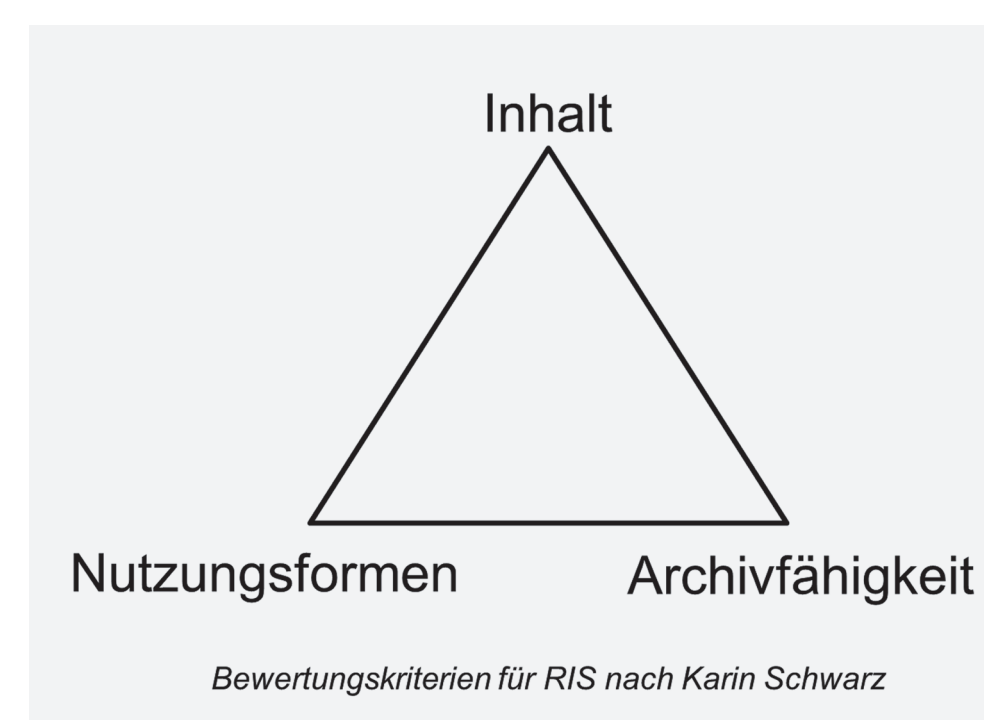 Inhalt
Nutzungsformen
Archivfähigkeit
Bewertungskriterien für RIS nach Karin Schwarz